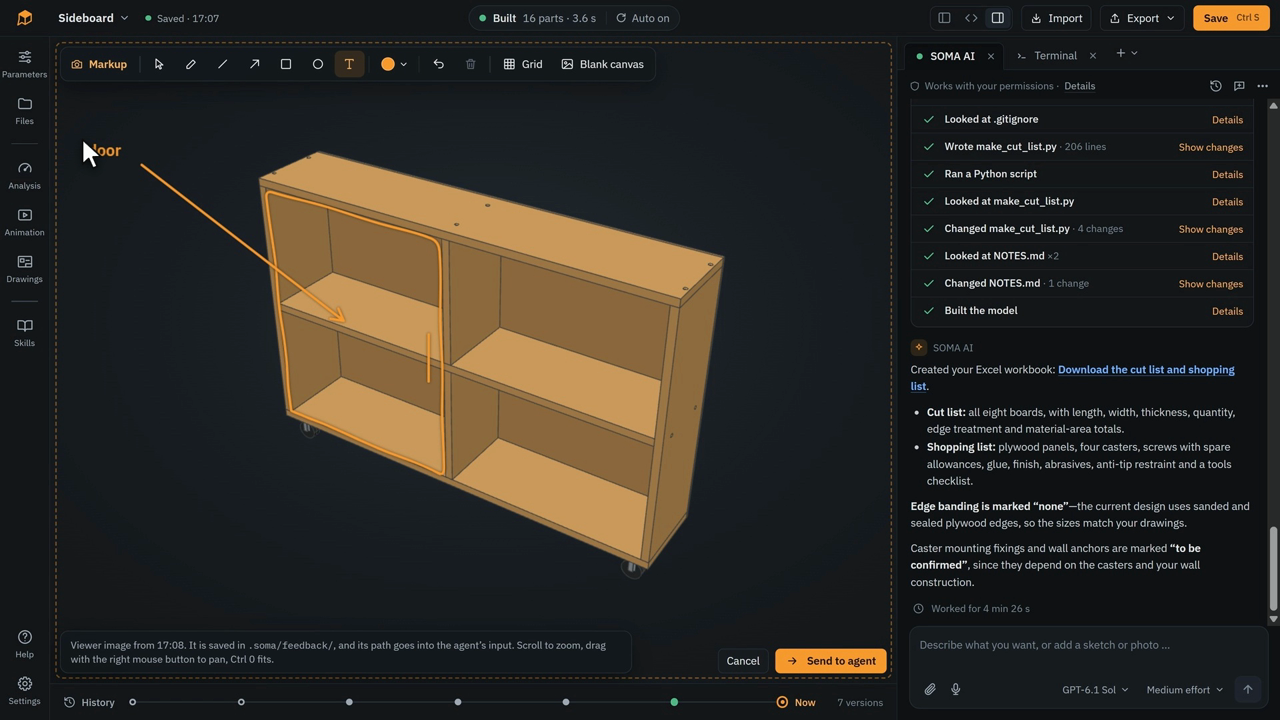 Sideboard
Saved · 17:07
Built 16 parts · 3.6 s
Auto on
Import
Export
Save Ctrl S
Parameters
Files
Analysis
Animation
Drawings
Skills
Help
Settings
Markup
T
Grid
Blank canvas
Viewer image from 17:08. It is saved in .soma/feedback/, and its path goes into the agent's input. Scroll to zoom, drag
with the right mouse button to pan, Ctrl 0 fits.
Cancel
Send to agent
History
Now
7 versions
SOMA AI
Terminal
Works with your permissions · Details
Looked at .gitignore Details
Wrote make_cut_list.py · 206 lines Show changes
Ran a Python script Details
Looked at make_cut_list.py Details
Changed make_cut_list.py · 4 changes Show changes
Looked at NOTES.md ×2 Details
Changed NOTES.md · 1 change Show changes
Built the model Details
SOMA AI
Created your Excel workbook: Download the cut list and shopping
list.
• Cut list: all eight boards, with length, width, thickness, quantity,
edge treatment and material-area totals.
• Shopping list: plywood panels, four casters, screws with spare
allowances, glue, finish, abrasives, anti-tip restraint and a tools
checklist.
Edge banding is marked “none”—the current design uses sanded and
sealed plywood edges, so the sizes match your drawings.
Caster mounting fixings and wall anchors are marked “to be
confirmed”, since they depend on the casters and your wall
construction.
Worked for 4 min 26 s
Describe what you want, or add a sketch or photo ...
GPT-6.1 Sol
Medium effort